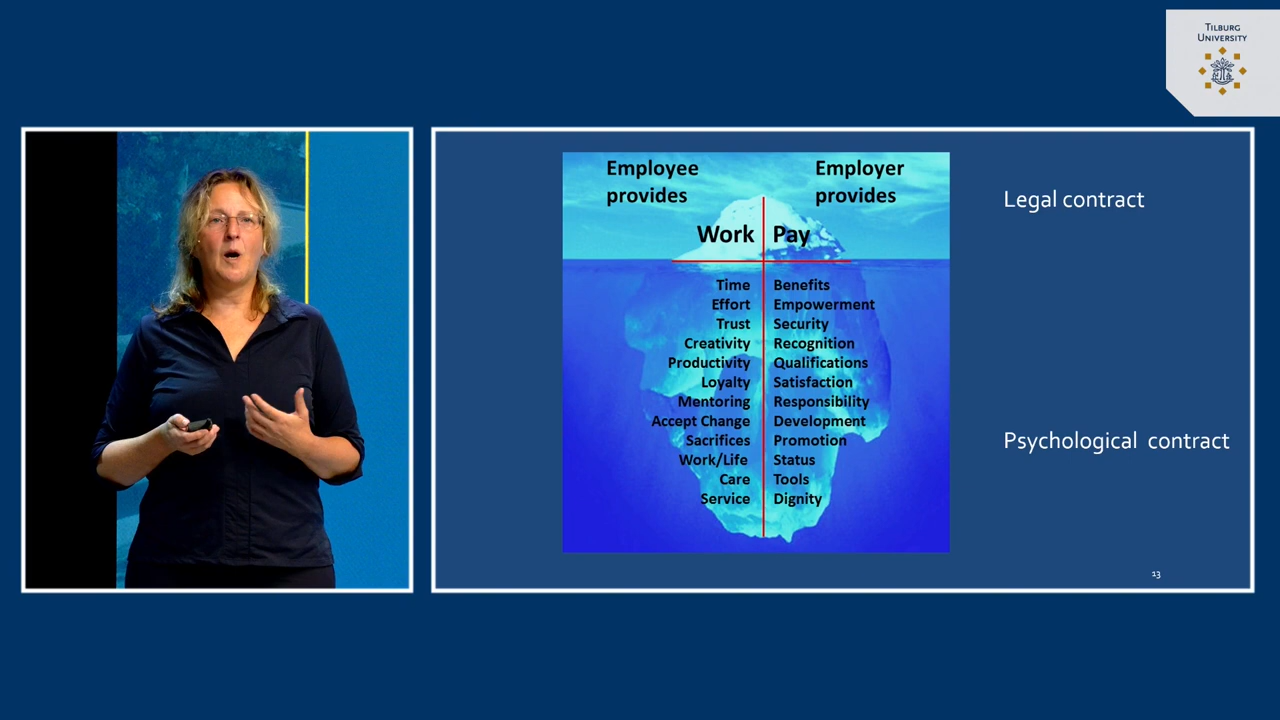 TILBURG
UNIVERSITY
Employee
provides
Employer
provides
Work Pay
Time Benefits
Effort Empowerment
Trust Security
Creativity Recognition
Productivity Qualifications
Loyalty Satisfaction
Mentoring Responsibility
Accept Change Development
Sacrifices Promotion
Work/Life Status
Care Tools
Service Dignity
Legal contract
Psychological contract
13